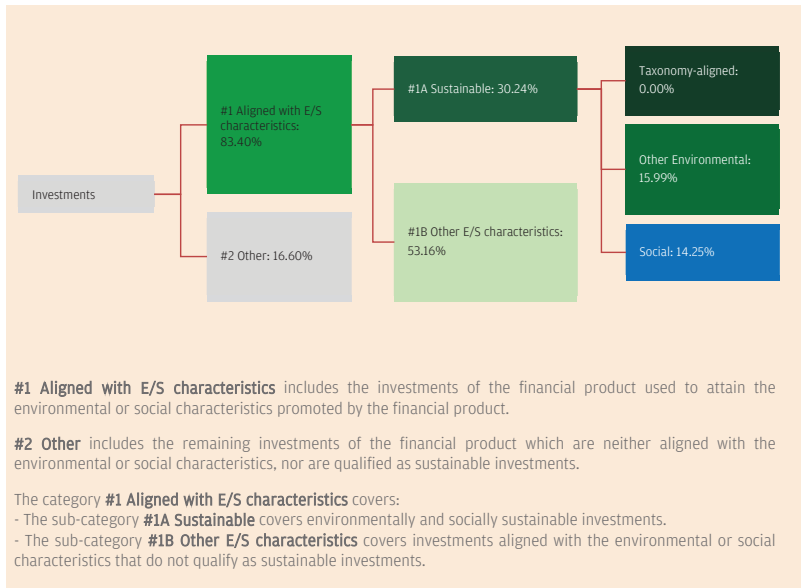 Investments
#1 Aligned with E/S
characteristics:
83.40%
#2 Other: 16.60%
#1A Sustainable: 30.24%
#1B Other E/S characteristics:
53.16%
Taxonomy-aligned:
0.00%
Other Environmental:
15.99%
Social: 14.25%
#1 Aligned with E/S characteristics includes the investments of the financial product used to attain the
environmental or social characteristics promoted by the financial product.
#2 Other includes the remaining investments of the financial product which are neither aligned with the
environmental or social characteristics, nor are qualified as sustainable investments.
The category #1 Aligned with E/S characteristics covers:
- The sub-category #1A Sustainable covers environmentally and socially sustainable investments.
- The sub-category #1B Other E/S characteristics covers investments aligned with the environmental or social
characteristics that do not qualify as sustainable investments.